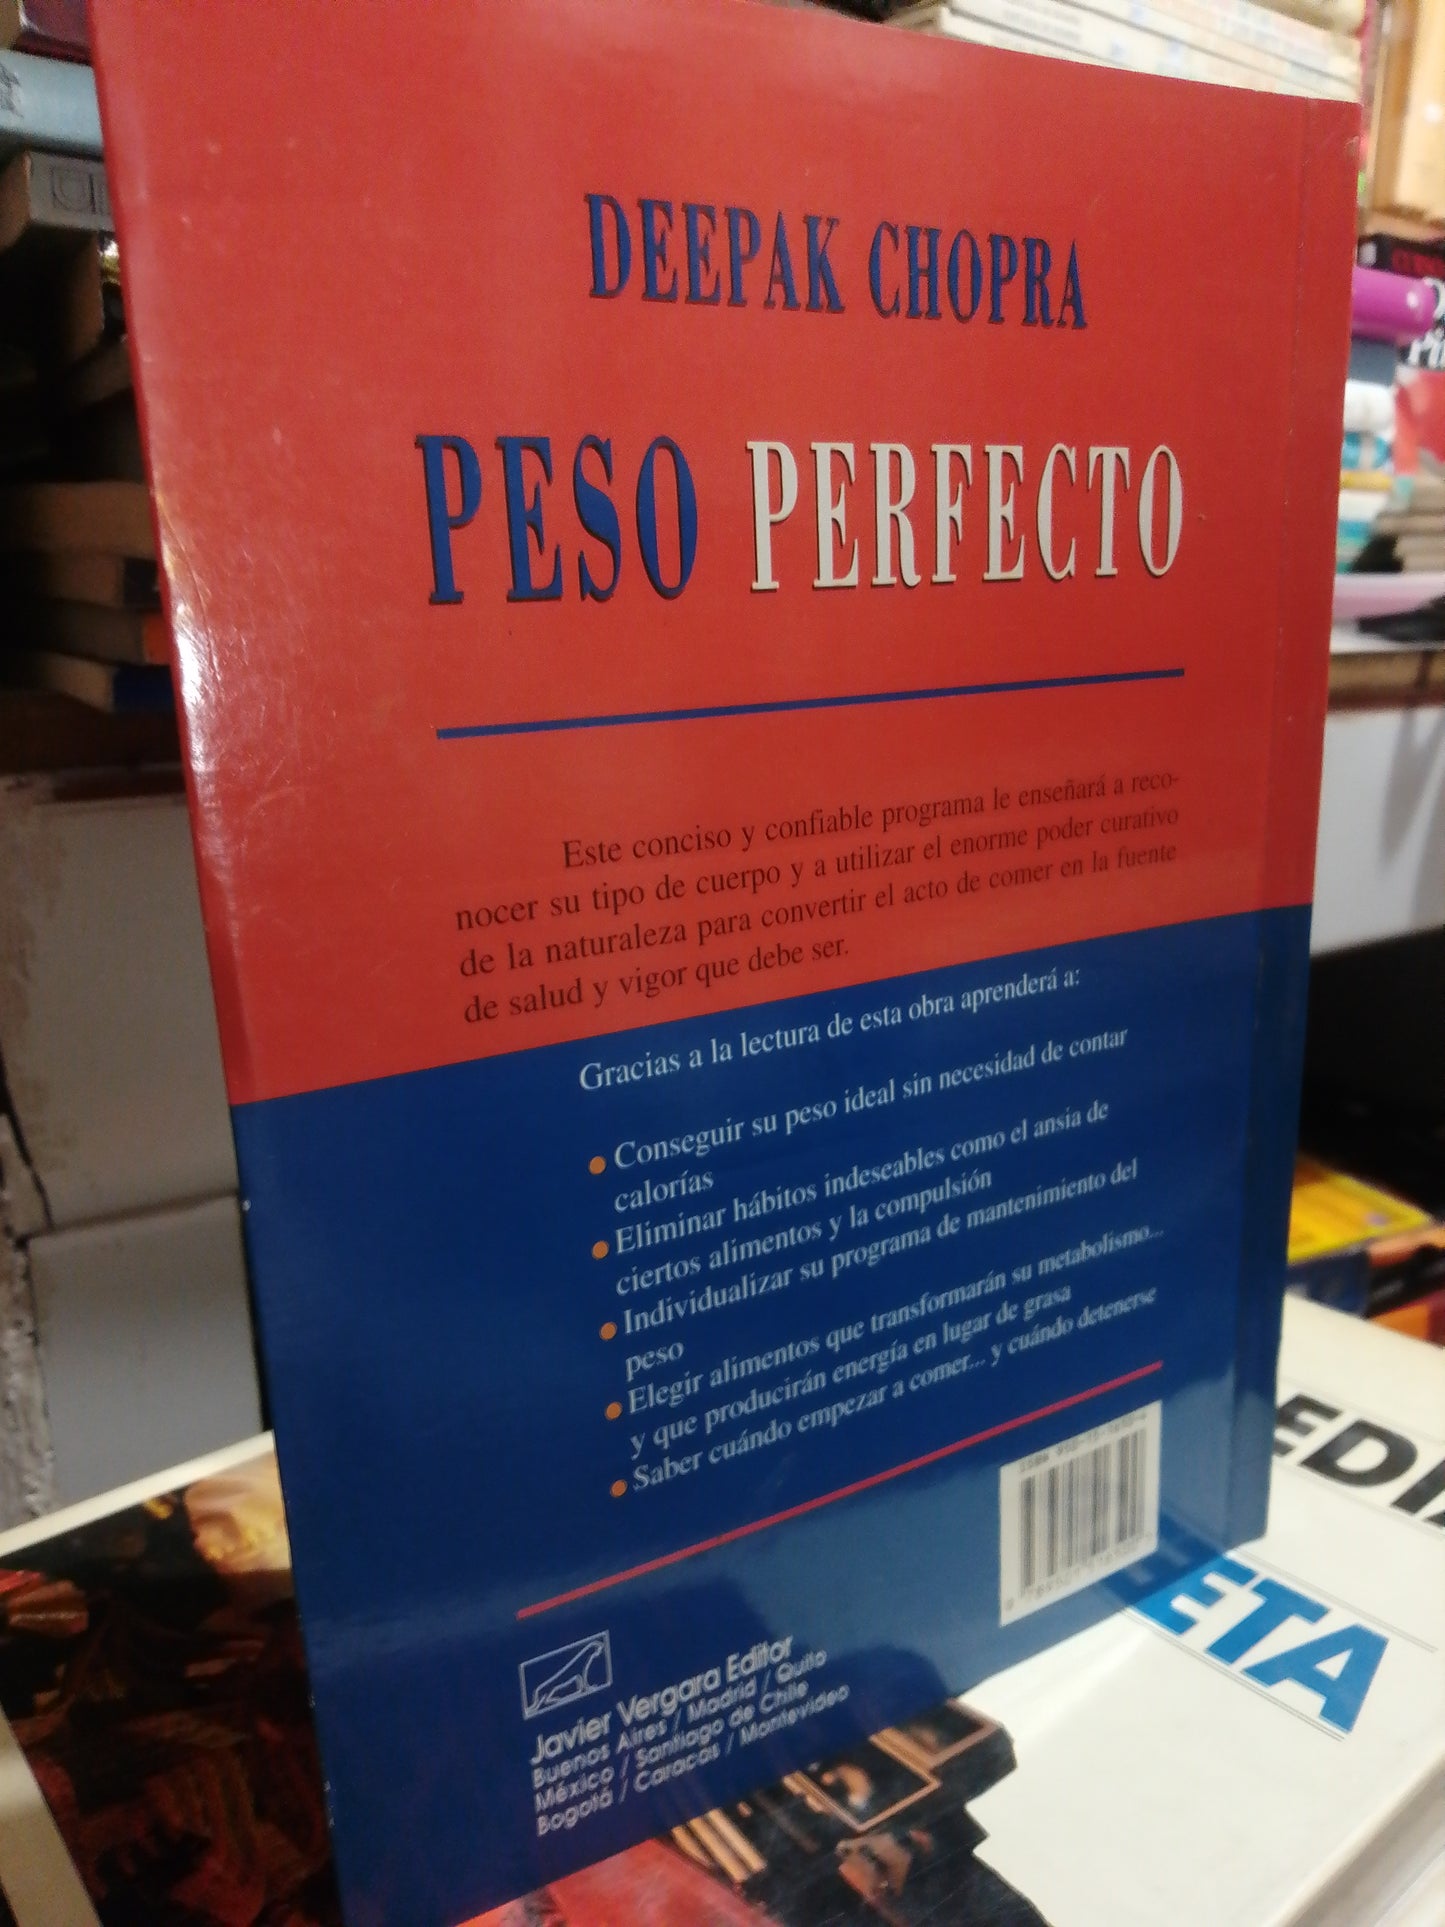 DEEPAK CHOPRA
PESO PERFECTO
Este conciso y confiable programa le enseñará a reco-
nocer su tipo de cuerpo y a utilizar el enorme poder curativo
de la naturaleza para convertir el acto de comer en la fuente
de salud y vigor que debe ser.
Gracias a la lectura de esta obra aprenderá a:
Conseguir su peso ideal sin necesidad de contar
calorías
Eliminar hábitos indeseables como el ansia de
ciertos alimentos y la compulsión
Individualizar su programa de mantenimiento del
peso
Elegir alimentos que transformarán su metabolismo...
y que producirán energía en lugar de grasa
Saber cuándo empezar a comer... y cuándo detenerse
Javier Vergara Editor
Buenos Aires / Madrid / Quito
México / Santiago de Chile
Bogotá / Caracas / Montevideo
ETA